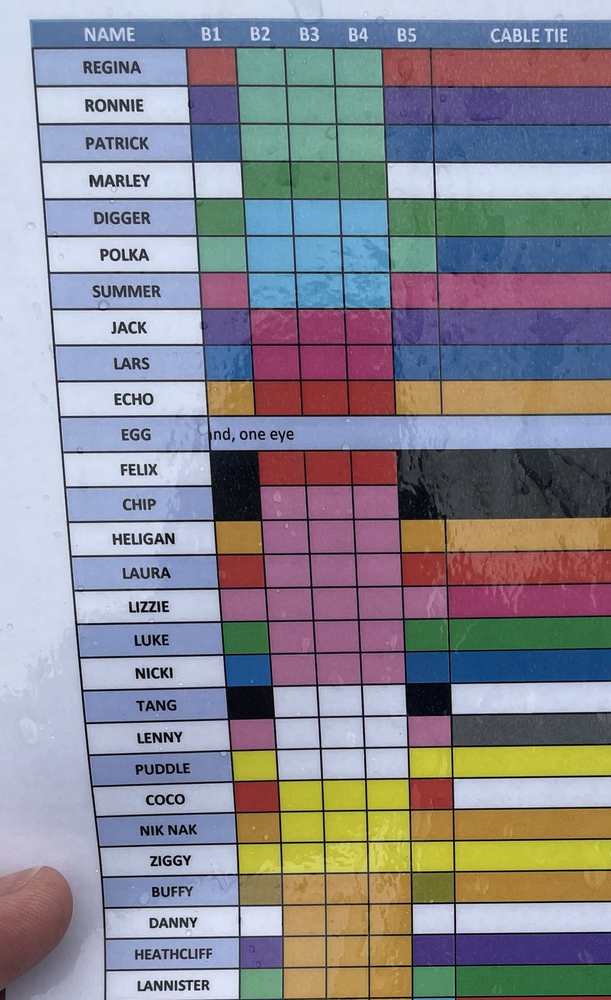 NAME B1 B2 B3 B4 B5 CABLE TIE
REGINA
RONNIE
PATRICK
MARLEY
DIGGER
POLKA
SUMMER
JACK
LARS
ECHO
EGG nd, one eye
FELIX
CHIP
HELIGAN
LAURA
LIZZIE
LUKE
NICKI
TANG
LENNY
PUDDLE
COCO
NIK NAK
ZIGGY
BUFFY
DANNY
HEATHCLIFF
LANNISTER